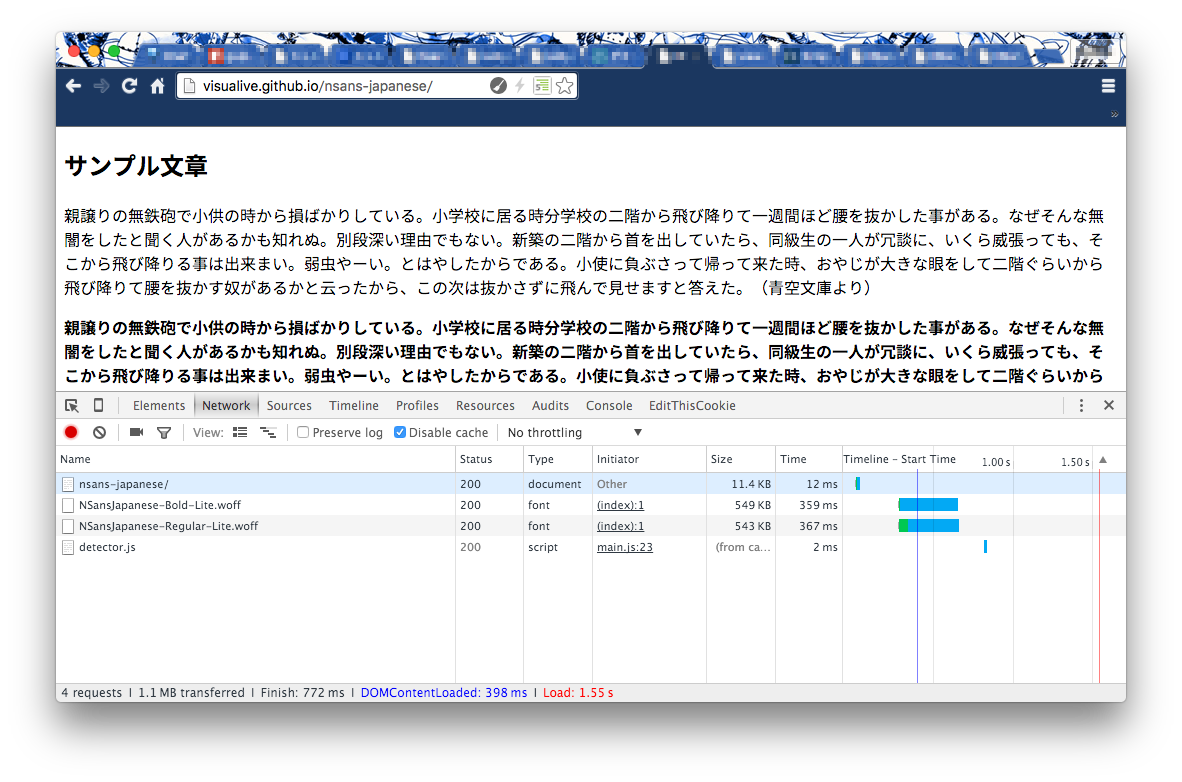 visualive.github.io/nsans-japanese/
サンプル文章
親譲りの無鉄砲で小供の時から損ばかりしている。小学校に居る時分学校の二階から飛び降りて一週間ほど腰を抜かした事がある。なぜそんな無
闇をしたと聞く人があるかも知れぬ。別段深い理由でもない。新築の二階から首を出していたら、同級生の一人が冗談に、いくら威張っても、そ
こから飛び降りる事は出来まい。弱虫やーい。とはやしたからである。小使に負ぶさって帰って来た時、おやじが大きな眼をして二階ぐらいから
飛び降りて腰を抜かす奴があるかと云ったから、この次は抜かさずに飛んで見せますと答えた。（青空文庫より）
親譲りの無鉄砲で小供の時から損ばかりしている。小学校に居る時分学校の二階から飛び降りて一週間ほど腰を抜かした事がある。なぜそんな無
闇をしたと聞く人があるかも知れぬ。別段深い理由でもない。新築の二階から首を出していたら、同級生の一人が冗談に、いくら威張っても、そ
こから飛び降りる事は出来まい。弱虫やーい。とはやしたからである。小使に負ぶさって帰って来た時、おやじが大きな眼をして二階ぐらいから
Elements Network Sources Timeline Profiles Resources Audits Console EditThisCookie
View: Preserve log Disable cache No throttling
Name Status Type Initiator Size Time Timeline – Start Time 1.00 s 1.50 s
nsans-japanese/ 200 document Other 11.4 KB 12 ms
NSansJapanese-Bold-Lite.woff 200 font (index):1 549 KB 359 ms
NSansJapanese-Regular-Lite.woff 200 font (index):1 543 KB 367 ms
detector.js 200 script main.js:23 (from ca... 2 ms
4 requests | 1.1 MB transferred | Finish: 772 ms | DOMContentLoaded: 398 ms | Load: 1.55 s